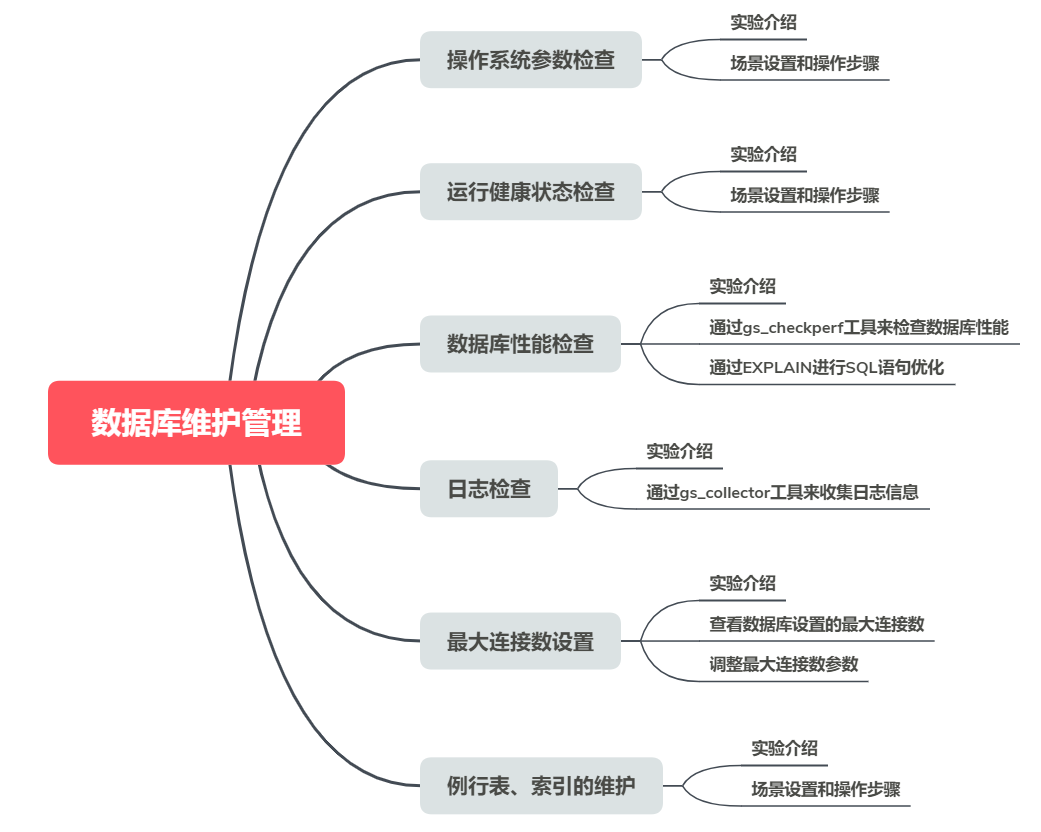 数据库维护管理
操作系统参数检查
实验介绍
场景设置和操作步骤
运行健康状态检查
实验介绍
场景设置和操作步骤
数据库性能检查
实验介绍
通过gs_checkperf工具来检查数据库性能
通过EXPLAIN进行SQL语句优化
日志检查
实验介绍
通过gs_collector工具来收集日志信息
最大连接数设置
实验介绍
查看数据库设置的最大连接数
调整最大连接数参数
例行表、索引的维护
实验介绍
场景设置和操作步骤